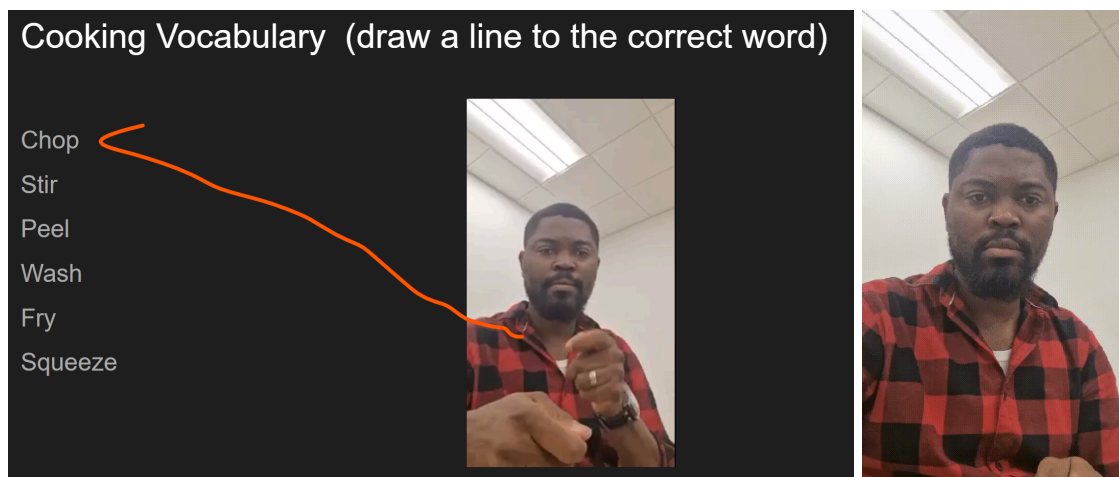 Cooking Vocabulary (draw a line to the correct word)
Chop
Stir
Peel
Wash
Fry
Squeeze